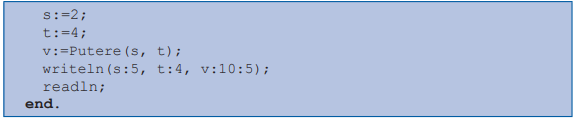 s:=2;
t:=4;
v:=Putere(s, t);
writeln(s:5, t:4, v:10:5);
readln;
end.